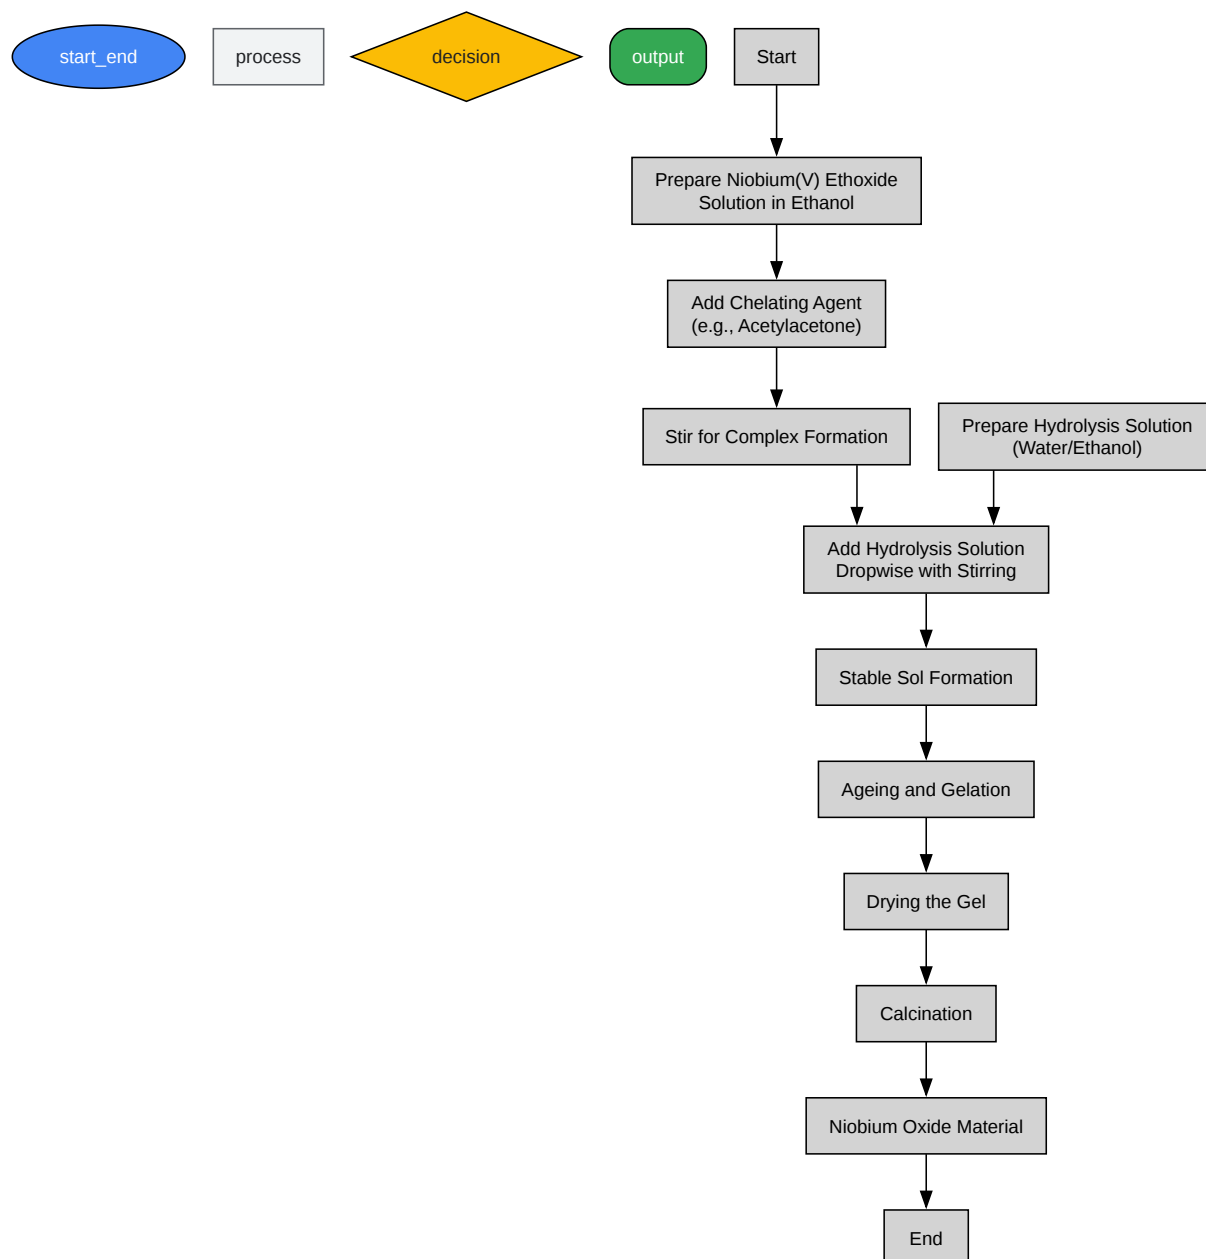 start_end
process
decision
output
Start
Prepare Niobium(V) Ethoxide
Solution in Ethanol
Add Chelating Agent
(e.g., Acetylacetone)
Stir for Complex Formation
Prepare Hydrolysis Solution
(Water/Ethanol)
Add Hydrolysis Solution
Dropwise with Stirring
Stable Sol Formation
Ageing and Gelation
Drying the Gel
Calcination
Niobium Oxide Material
End